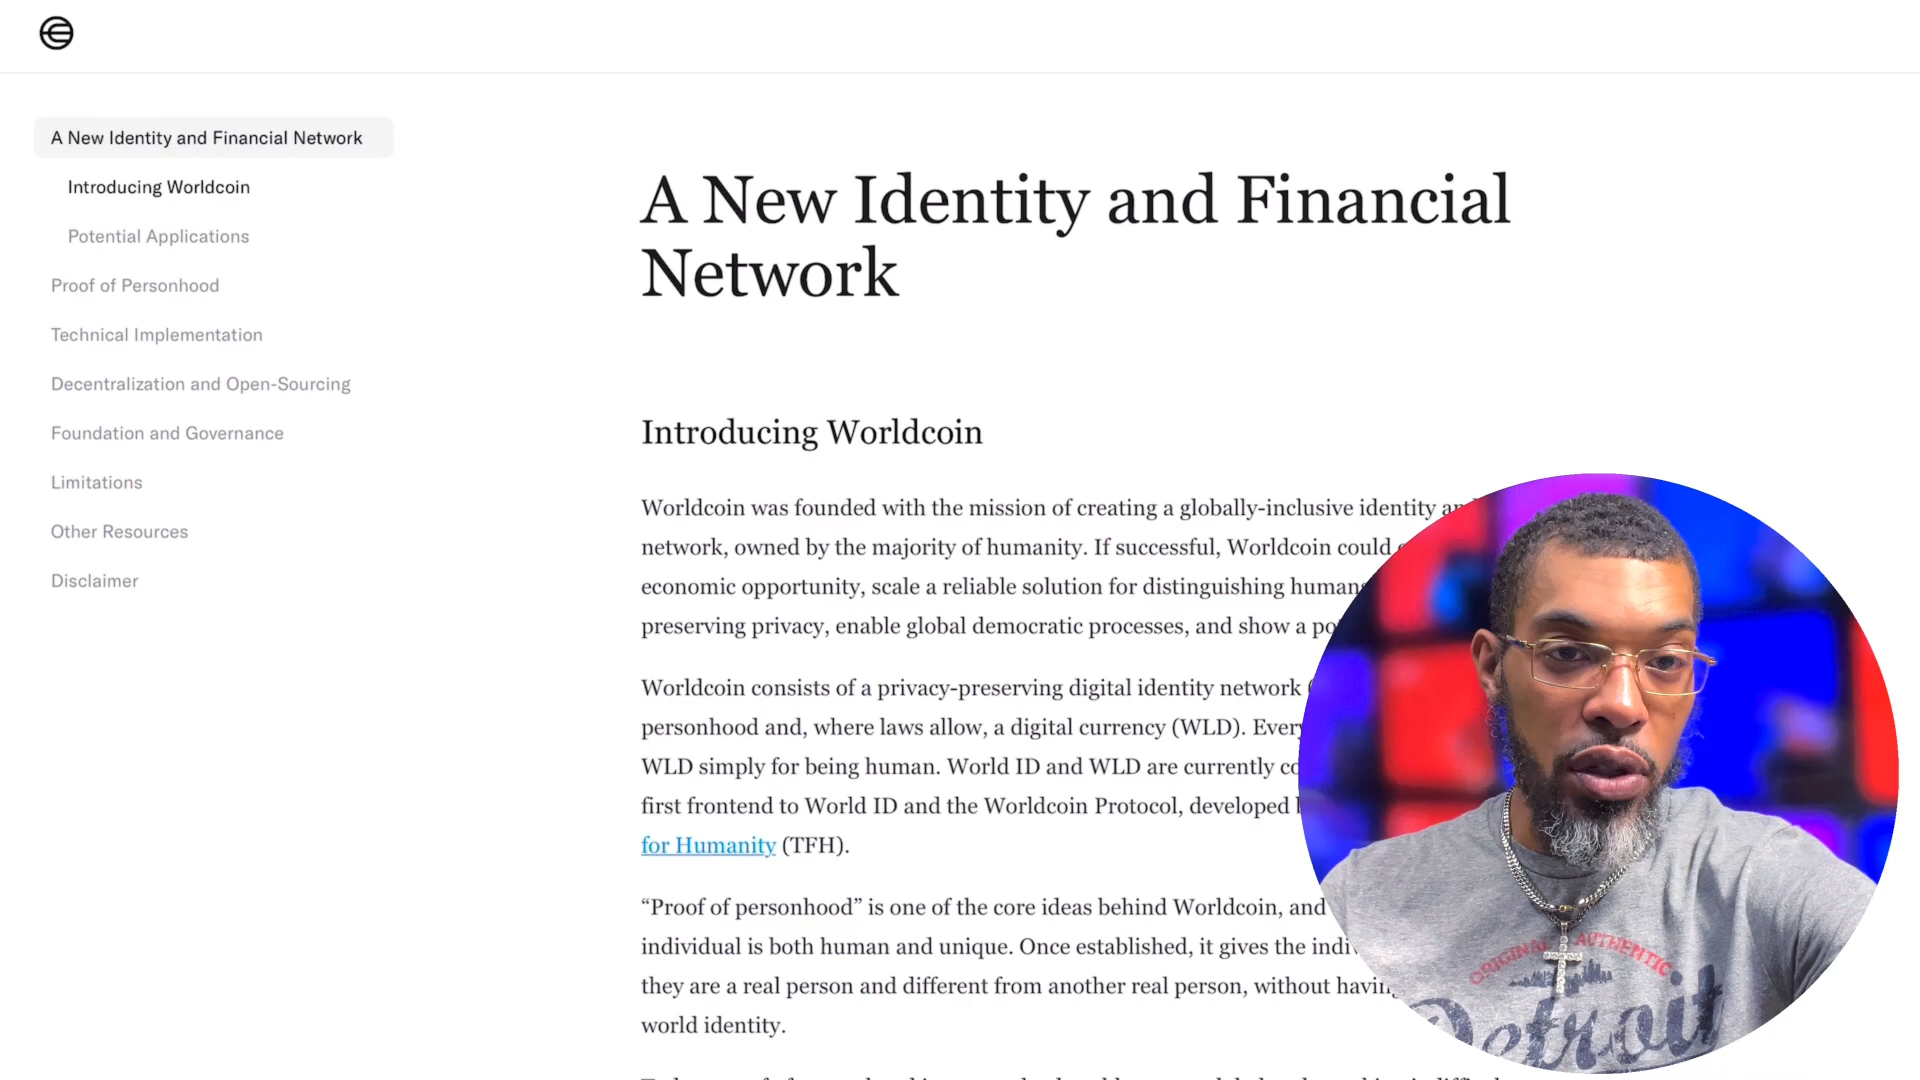 A New Identity and Financial Network
Introducing Worldcoin
Potential Applications
Proof of Personhood
Technical Implementation
Decentralization and Open-Sourcing
Foundation and Governance
Limitations
Other Resources
Disclaimer
A New Identity and Financial
Network
Introducing Worldcoin
Worldcoin was founded with the mission of creating a globally-inclusive identity
network, owned by the majority of humanity. If successful, Worldcoin could
economic opportunity, scale a reliable solution for distinguishing
preserving privacy, enable global democratic processes, and show a
Worldcoin consists of a privacy-preserving digital identity network
personhood and, where laws allow, a digital currency (WLD).
WLD simply for being human. World ID and WLD are currently
first frontend to World ID and the Worldcoin Protocol, developed
for Humanity (TFH).
“Proof of personhood” is one of the core ideas behind Worldcoin, and
individual is both human and unique. Once established, it gives the
they are a real person and different from another real person, without
world identity.
ORIGINAL AUTHENTIC
Detroit